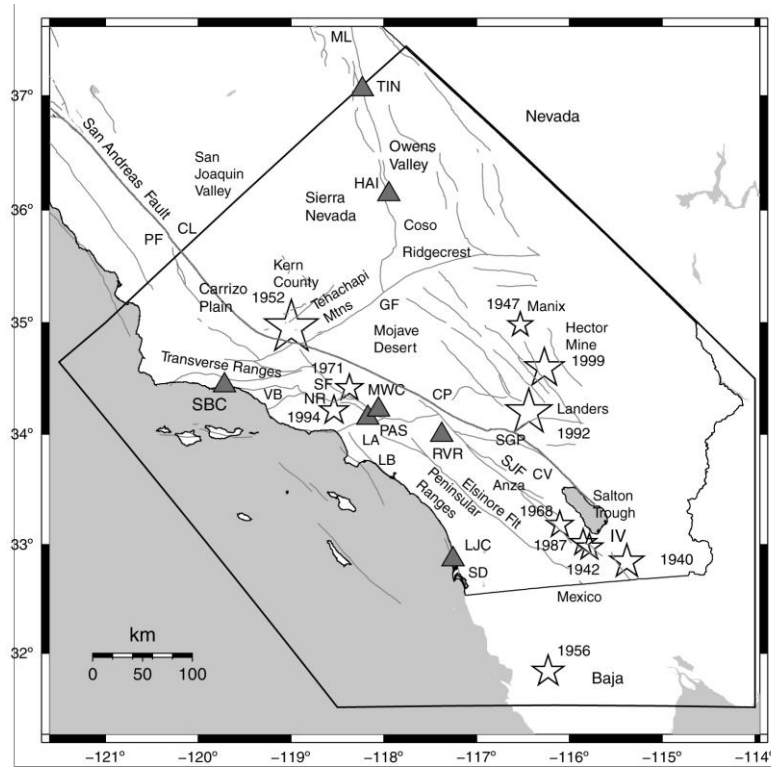 ML
TIN
37°
Nevada
San Andreas Fault
San
Joaquin
Valley
Owens
Valley
HAI
Sierra
Nevada
36°
Coso
CL
PF
Ridgecrest
Kern
County
Carrizo
Plain
1952
Tehachapi
Mtns
GF
1947
Manix
35°
Mojave
Desert
Hector
Mine
1999
Transverse Ranges
1971
SF
MWC
CP
SBC
VB
NR
1994
Landers
1992
34°
LA
PAS
RVR
SGP
LB
SJF
CV
Peninsular
Ranges
Elsinore Flt
Anza
Salton
Trough
1968
IV
33°
LJC
1987
1942
1940
SD
Mexico
km
32°
0
50
100
1956
Baja
−121°
−120°
−119°
−118°
−117°
−116°
−115°
−114°